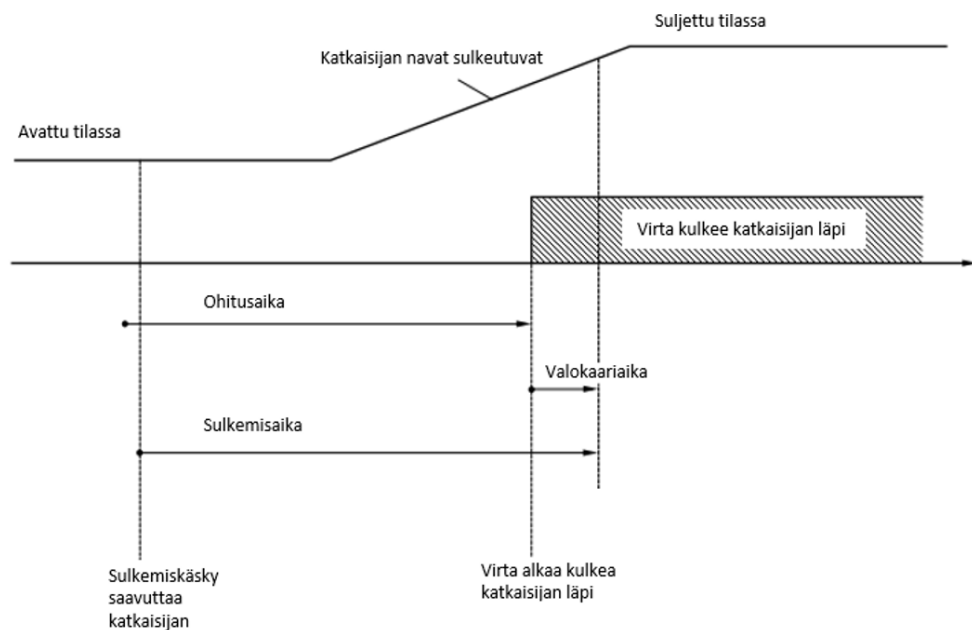 Suljettu tilassa
Katkaisijan navat sulkeutuvat
Avattu tilassa
Virta kulkee katkaisijan läpi
Ohitusaika
Valokaariaika
Sulkemisaika
Sulkemiskäsky
saavuttaa
katkaisijan
Virta alkaa kulkea
katkaisijan läpi